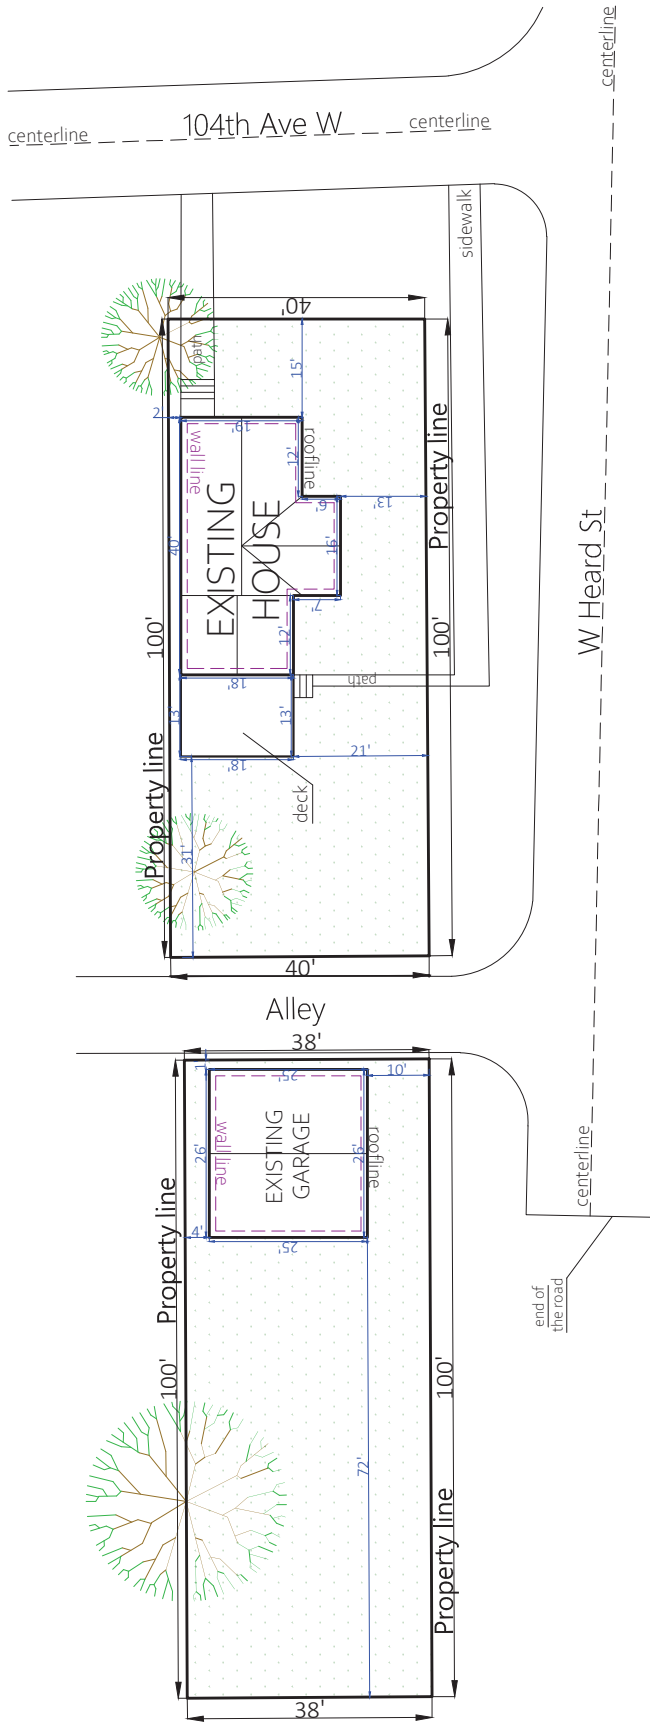 centerline
104th Ave W
centerline
centerline
sidewalk
40'
path
15'
2
19'
wall line
roofline
12'
Property line
6'
13'
EXISTING
HOUSE
40'
16'
W Heard St
7'
100'
12'
100'
18'
path
13'
13'
21'
18'
Property line
deck
31'
40'
Alley
38'
1'
25'
10'
wall line
EXISTING
GARAGE
26'
26'
roofline
centerline
Property line
4'
25'
end of
the road
100'
100'
72'
Property line
38'